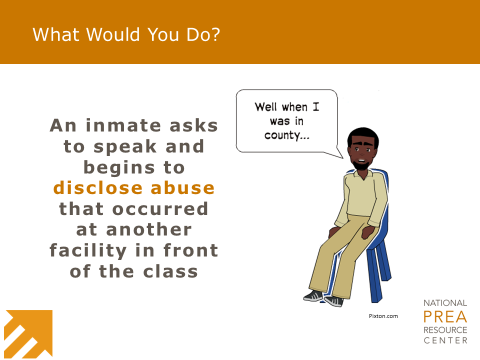 What Would You Do?
An inmate asks
to speak and
begins to
disclose abuse
that occurred
at another
facility in front
of the class
Well when I
was in
county...
Pixton.com
NATIONAL
PREA
RESOURCE
CENTER